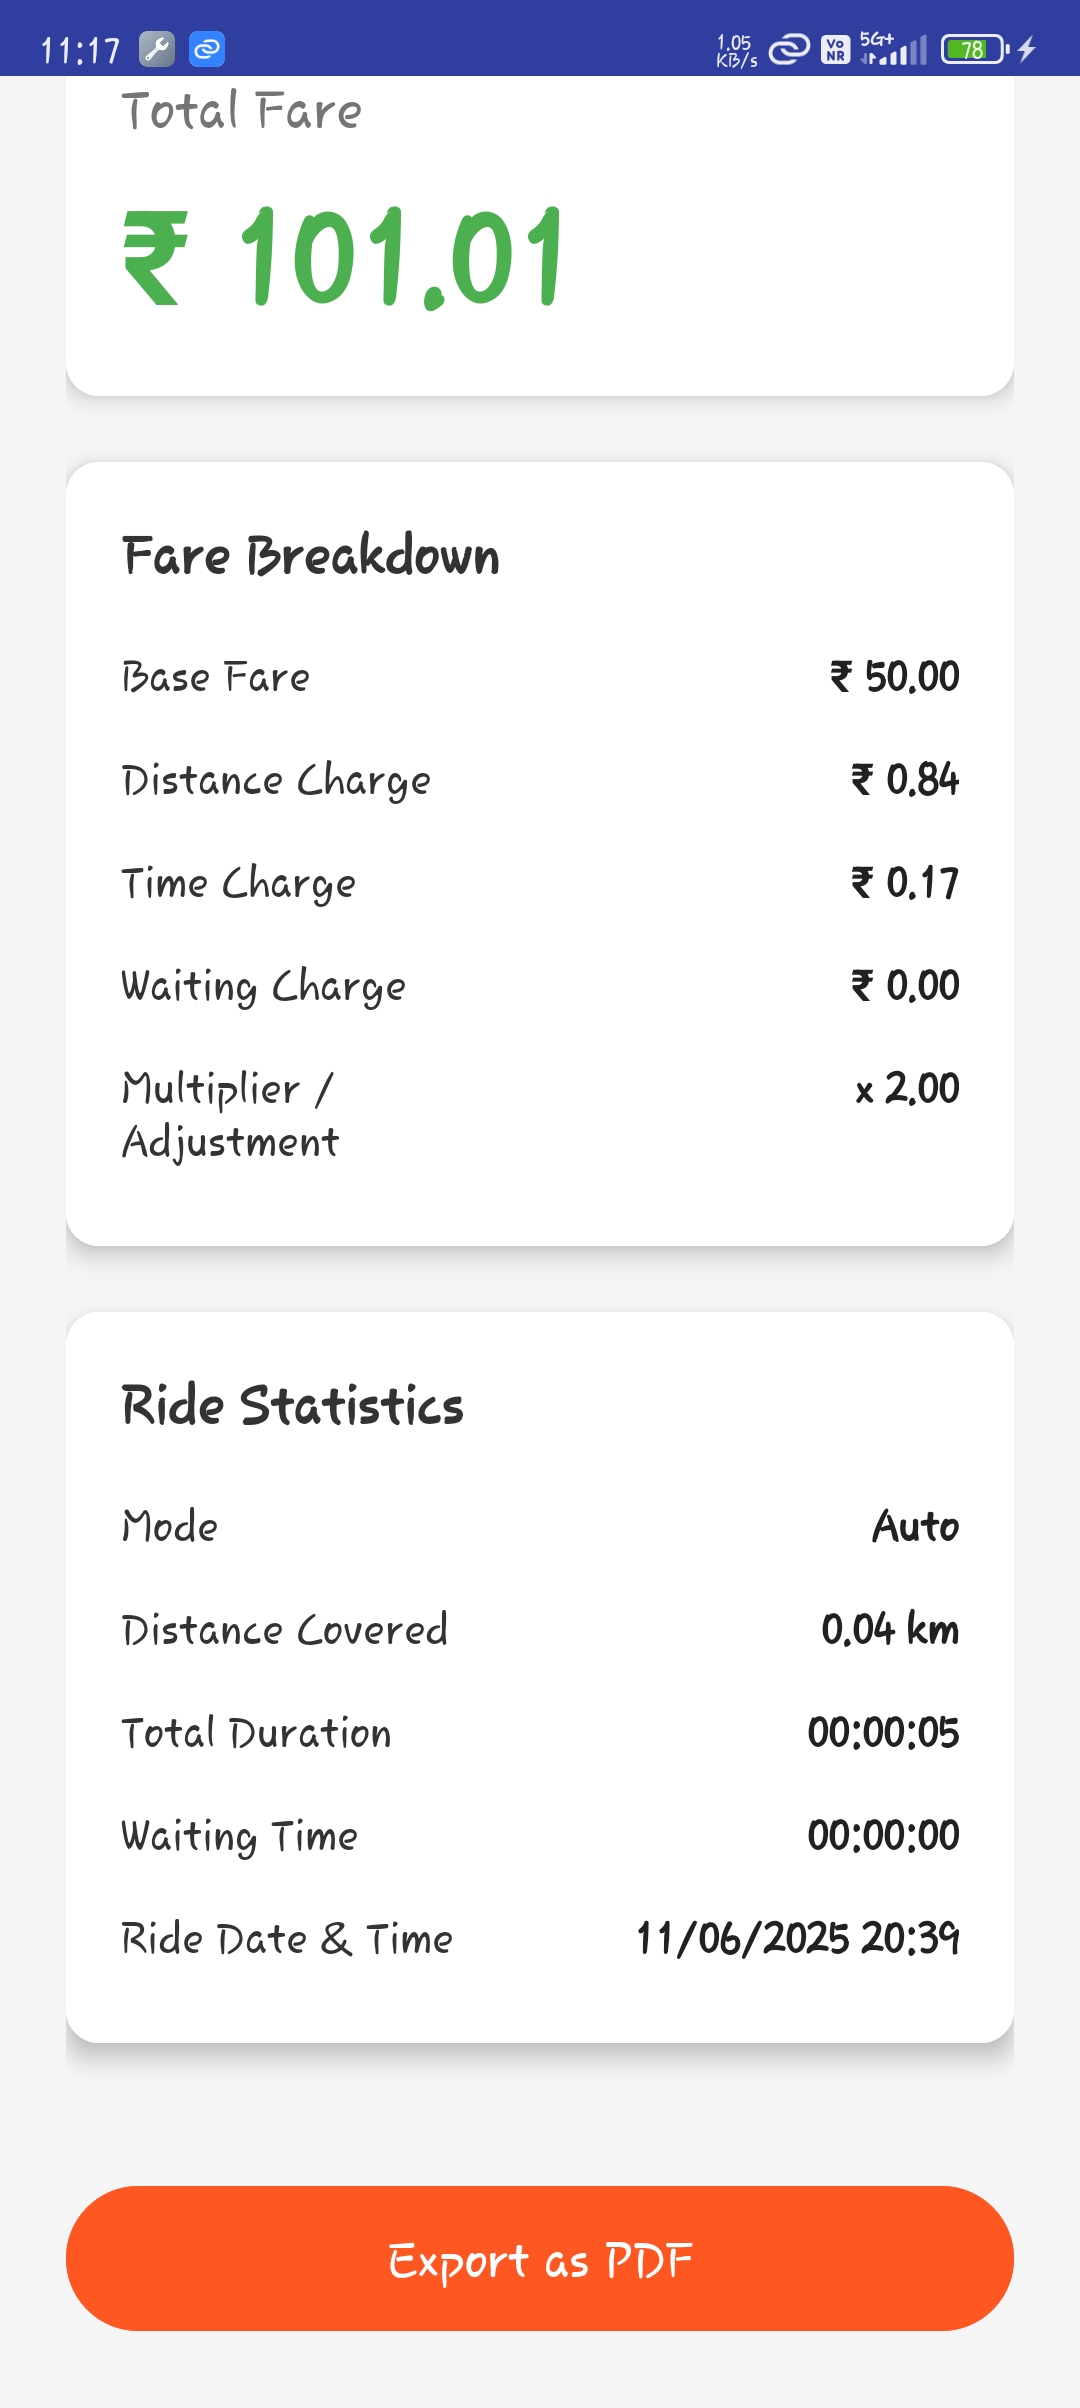 11:17
1.05
KB/s
Vo
NR
5G+
78
Total Fare
₹ 101.01
Fare Breakdown
Base Fare ₹ 50.00
Distance Charge ₹ 0.84
Time Charge ₹ 0.17
Waiting Charge ₹ 0.00
Multiplier / x 2.00
Adjustment
Ride Statistics
Mode Auto
Distance Covered 0.04 km
Total Duration 00:00:05
Waiting Time 00:00:00
Ride Date & Time 11/06/2025 20:39
Export as PDF